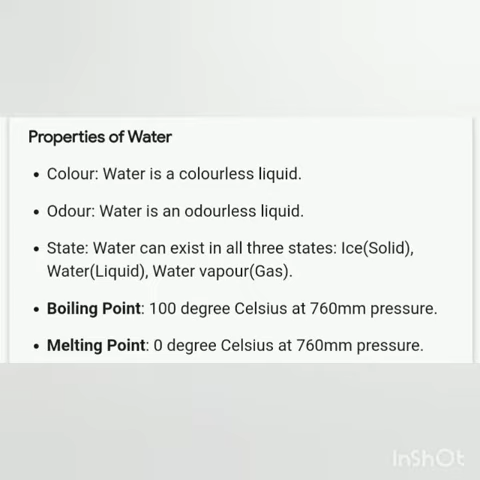 Properties of Water
• Colour: Water is a colourless liquid.
• Odour: Water is an odourless liquid.
• State: Water can exist in all three states: Ice(Solid),
Water(Liquid), Water vapour(Gas).
• Boiling Point: 100 degree Celsius at 760mm pressure.
• Melting Point: 0 degree Celsius at 760mm pressure.
InShOt